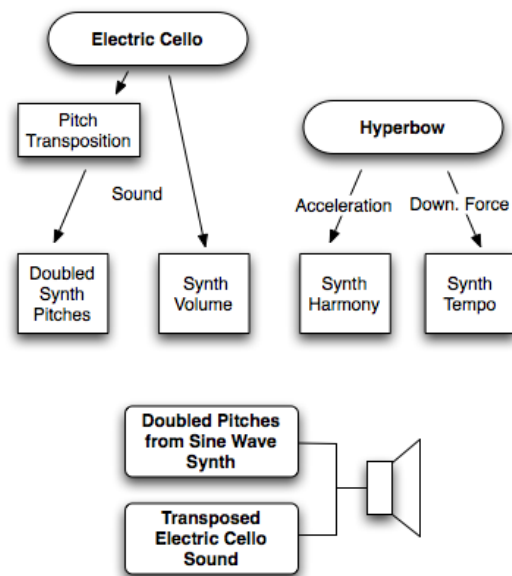 Electric Cello
Pitch
Transposition
Hyperbow
Sound
Acceleration
Down. Force
Doubled
Synth
Pitches
Synth
Volume
Synth
Harmony
Synth
Tempo
Doubled Pitches
from Sine Wave
Synth
Transposed
Electric Cello
Sound